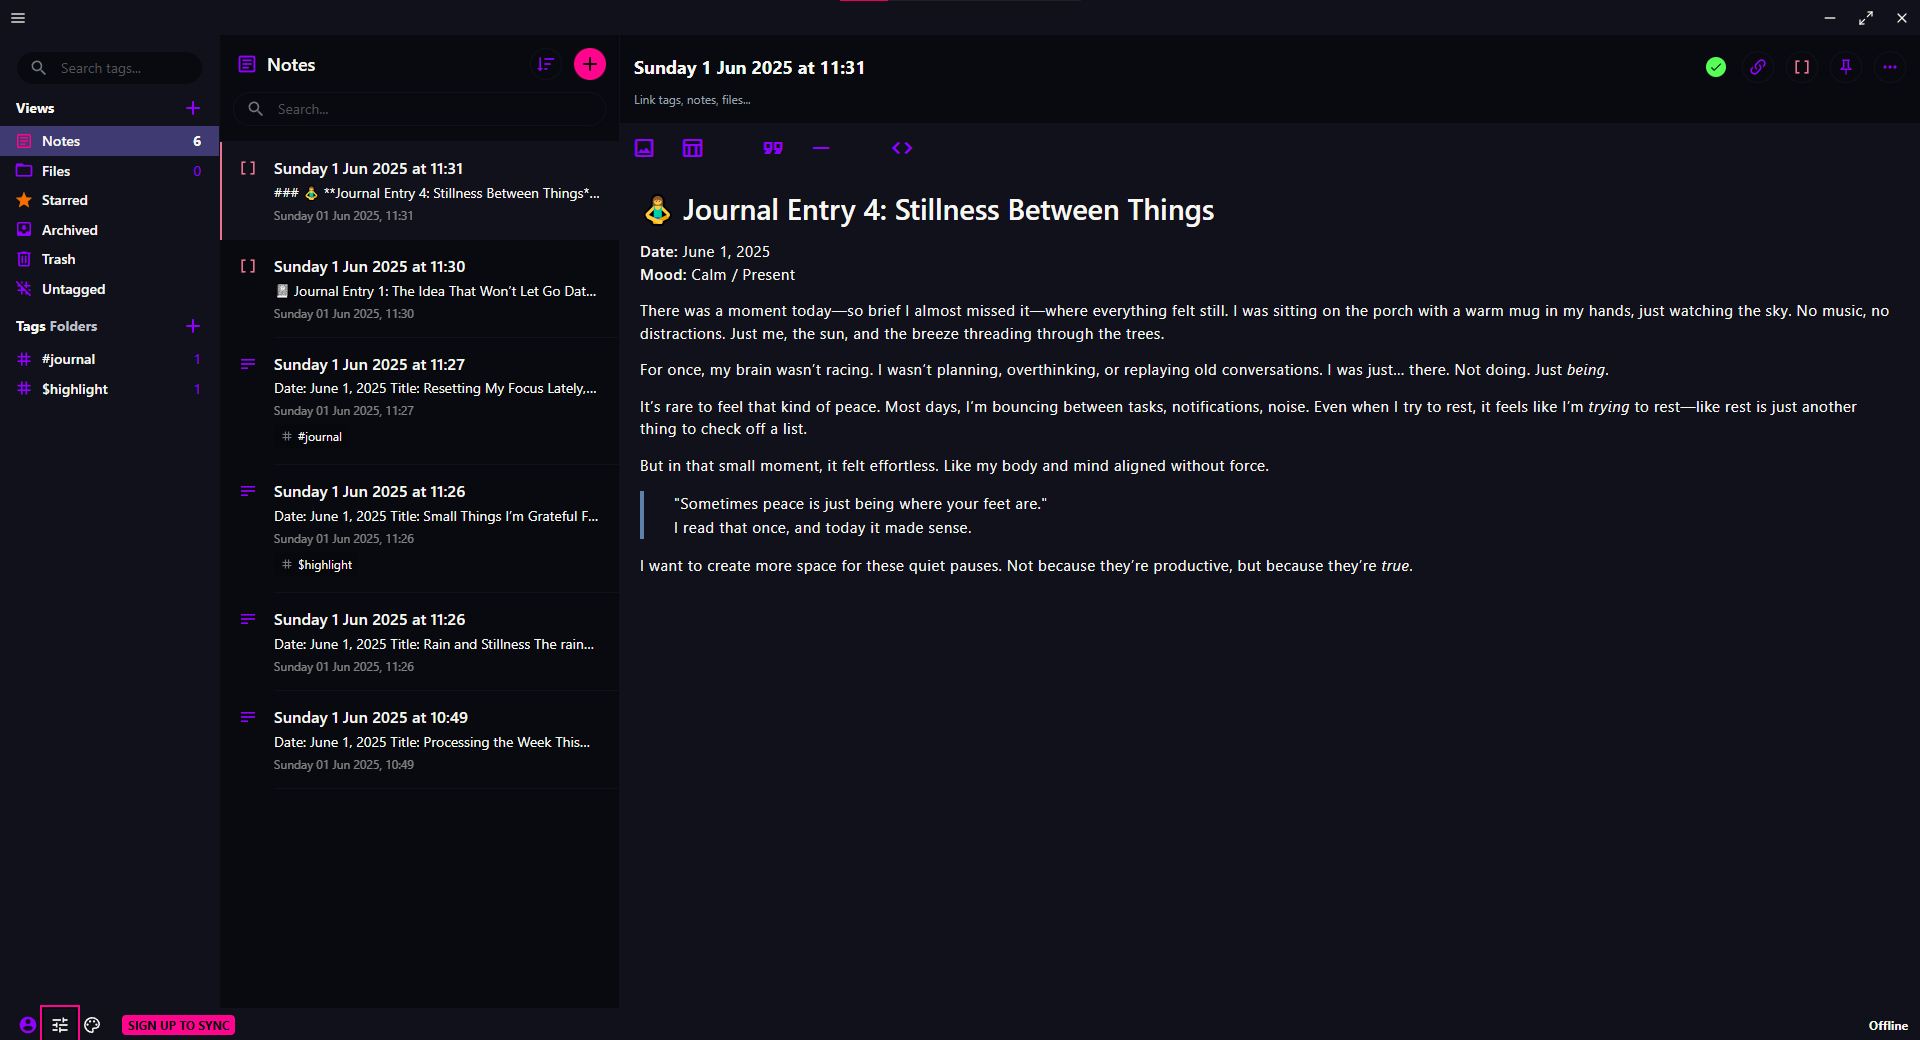 Search tags...
Views
Notes 6
Files 0
Starred
Archived
Trash
Untagged
Tags Folders
#journal 1
$highlight 1
Notes
Search...
Sunday 1 Jun 2025 at 11:31
### 🧘 **Journal Entry 4: Stillness Between Things*...
Sunday 01 Jun 2025, 11:31
Sunday 1 Jun 2025 at 11:30
Journal Entry 1: The Idea That Won’t Let Go Dat...
Sunday 01 Jun 2025, 11:30
Sunday 1 Jun 2025 at 11:27
Date: June 1, 2025 Title: Resetting My Focus Lately,...
Sunday 01 Jun 2025, 11:27
#journal
Sunday 1 Jun 2025 at 11:26
Date: June 1, 2025 Title: Small Things I’m Grateful F...
Sunday 01 Jun 2025, 11:26
$highlight
Sunday 1 Jun 2025 at 11:26
Date: June 1, 2025 Title: Rain and Stillness The rain...
Sunday 01 Jun 2025, 11:26
Sunday 1 Jun 2025 at 10:49
Date: June 1, 2025 Title: Processing the Week This...
Sunday 01 Jun 2025, 10:49
Sunday 1 Jun 2025 at 11:31
Link tags, notes, files...
🧘 Journal Entry 4: Stillness Between Things
Date: June 1, 2025
Mood: Calm / Present
There was a moment today—so brief I almost missed it—where everything felt still. I was sitting on the porch with a warm mug in my hands, just watching the sky. No music, no
distractions. Just me, the sun, and the breeze threading through the trees.
For once, my brain wasn’t racing. I wasn’t planning, overthinking, or replaying old conversations. I was just... there. Not doing. Just being.
It’s rare to feel that kind of peace. Most days, I’m bouncing between tasks, notifications, noise. Even when I try to rest, it feels like I’m trying to rest—like rest is just another
thing to check off a list.
But in that small moment, it felt effortless. Like my body and mind aligned without force.
"Sometimes peace is just being where your feet are."
I read that once, and today it made sense.
I want to create more space for these quiet pauses. Not because they’re productive, but because they’re true.
SIGN UP TO SYNC
Offline